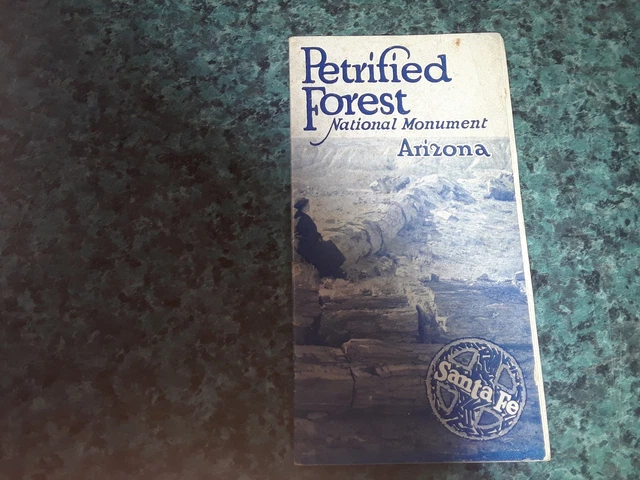 Petrified
Forest
National Monument
Arizona
Santa Fe